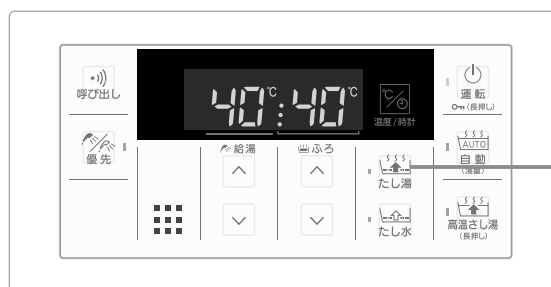 呼び出し
優先
40℃:40℃
℃/
温度/時計
給湯
ふろ
たし湯
たし水
運転
(長押し)
AUTO
自動
(湯量)
高温さし湯
(長押し)